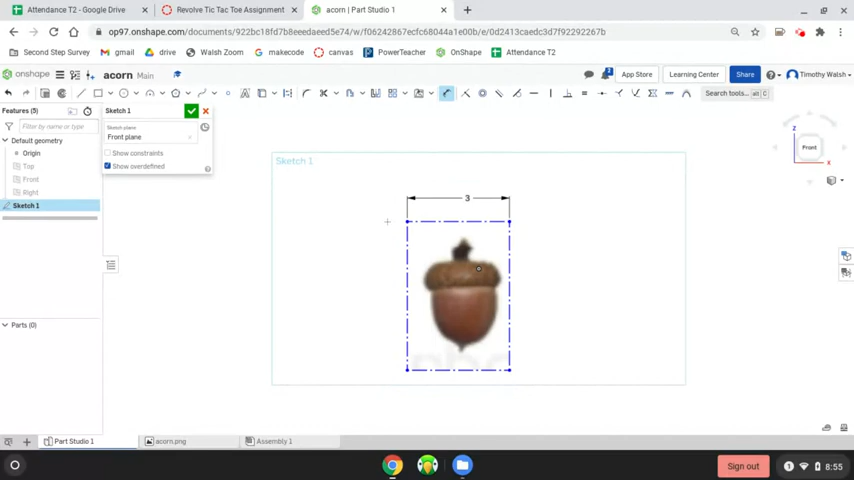 Attendance T2 - Google Drive
Revolve Tic Tac Toe Assignment
acorn | Part Studio 1
op97.onshape.com/documents/922bc18fd7b8eeedaeed5e74/w/f06242867ecfc68044a1e00b/e/0d2413caedc3d7f92292267b
Second Step Survey
gmail
drive
Walsh Zoom
makecode
canvas
PowerTeacher
OnShape
Attendance T2
onshape
acorn Main
App Store
Learning Center
Share
Timothy Walsh
Search tools...
alt C
Features (5)
Filter by name or type
Default geometry
Origin
Top
Front
Right
Sketch 1
Parts (0)
Sketch 1
Sketch plane
Front plane
Show constraints
Show overdefined
Sketch 1
3
Z
Front
X
Part Studio 1
acorn.png
Assembly 1
Sign out
1
8:55